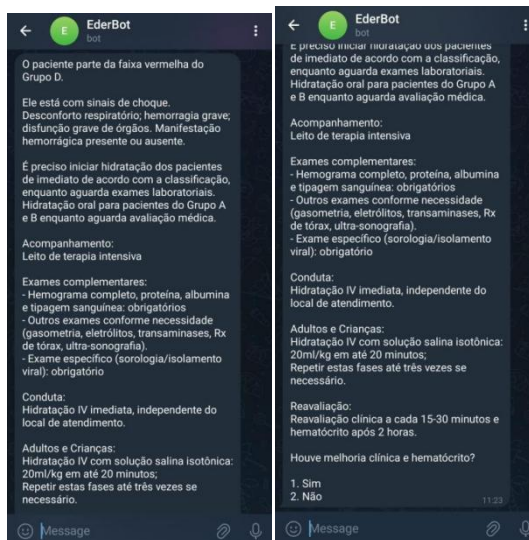 EderBot
E
bot
O paciente parte da faixa vermelha do
Grupo D.
Ele está com sinais de choque.
Desconforto respiratório; hemorragia grave;
disfunção grave de órgãos. Manifestação
hemorrágica presente ou ausente.
É preciso iniciar hidratação dos pacientes
de imediato de acordo com a classificação,
enquanto aguarda exames laboratoriais.
Hidratação oral para pacientes do Grupo A
e B enquanto aguarda avaliação médica.
Acompanhamento:
Leito de terapia intensiva
Exames complementares:
- Hemograma completo, proteína, albumina
e tipagem sanguínea: obrigatórios
- Outros exames conforme necessidade
(gasometria, eletrólitos, transaminases, Rx
de tórax, ultra-sonografia).
- Exame específico (sorologia/isolamento
viral): obrigatório
Conduta:
Hidratação IV imediata, independente do
local de atendimento.
Adultos e Crianças:
Hidratação IV com solução salina isotônica:
20ml/kg em até 20 minutos;
Repetir estas fases até três vezes se
necessário.
Message
EderBot
E
bot
É preciso iniciar hidratação dos pacientes
de imediato de acordo com a classificação,
enquanto aguarda exames laboratoriais.
Hidratação oral para pacientes do Grupo A
e B enquanto aguarda avaliação médica.
Acompanhamento:
Leito de terapia intensiva
Exames complementares:
- Hemograma completo, proteína, albumina
e tipagem sanguínea: obrigatórios
- Outros exames conforme necessidade
(gasometria, eletrólitos, transaminases, Rx
de tórax, ultra-sonografia).
- Exame específico (sorologia/isolamento
viral): obrigatório
Conduta:
Hidratação IV imediata, independente do
local de atendimento.
Adultos e Crianças:
Hidratação IV com solução salina isotônica:
20ml/kg em até 20 minutos;
Repetir estas fases até três vezes se
necessário.
Reavaliação:
Reavaliação clínica a cada 15-30 minutos e
hematócrito após 2 horas.
Houve melhoria clínica e hematócrito?
1. Sim
2. Não
11:23
Message